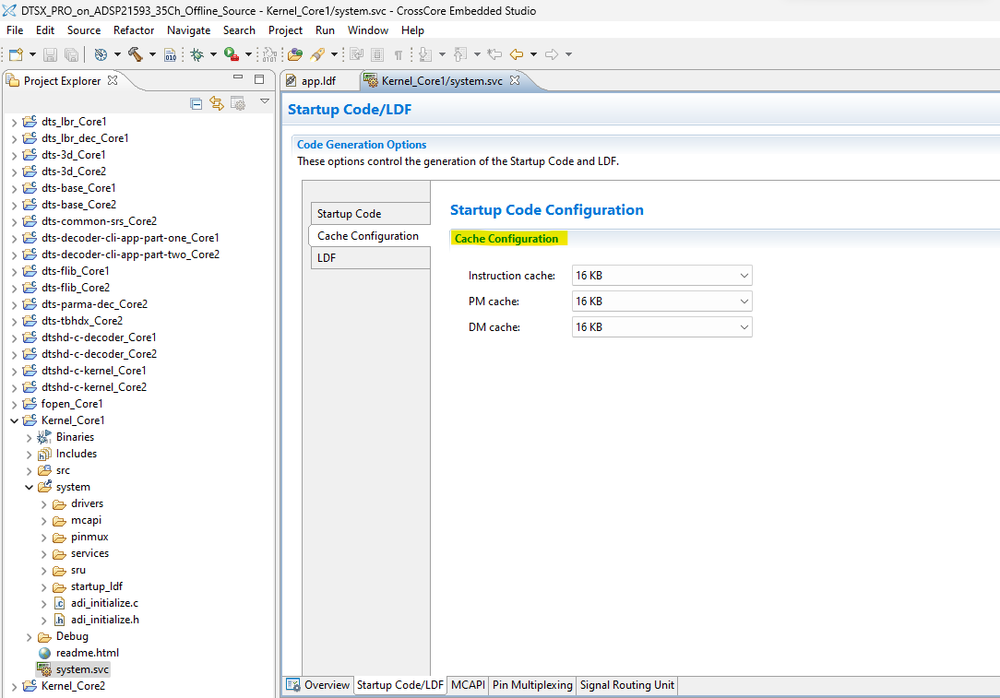 DTSX_PRO_on_ADSP21593_35Ch_Offline_Source - Kernel_Core1/system.svc - CrossCore Embedded Studio
File Edit Source Refactor Navigate Search Project Run Window Help
Project Explorer
app.ldf
Kernel_Core1/system.svc
dts_lbr_Core1
dts_lbr_dec_Core1
dts-3d_Core1
dts-3d_Core2
dts-base_Core1
dts-base_Core2
dts-common-srs_Core2
dts-decoder-cli-app-part-one_Core1
dts-decoder-cli-app-part-two_Core2
dts-flib_Core1
dts-flib_Core2
dts-parma-dec_Core2
dts-tbhdx_Core2
dtshd-c-decoder_Core1
dtshd-c-decoder_Core2
dtshd-c-kernel_Core1
dtshd-c-kernel_Core2
fopen_Core1
Kernel_Core1
Binaries
Includes
src
system
drivers
mcapi
pinmux
services
sru
startup_ldf
adi_initialize.c
adi_initialize.h
Debug
readme.html
system.svc
Kernel_Core2
Startup Code/LDF
Code Generation Options
These options control the generation of the Startup Code and LDF.
Startup Code
Cache Configuration
LDF
Startup Code Configuration
Cache Configuration
Instruction cache: 16 KB
PM cache: 16 KB
DM cache: 16 KB
Overview Startup Code/LDF MCAPI Pin Multiplexing Signal Routing Unit